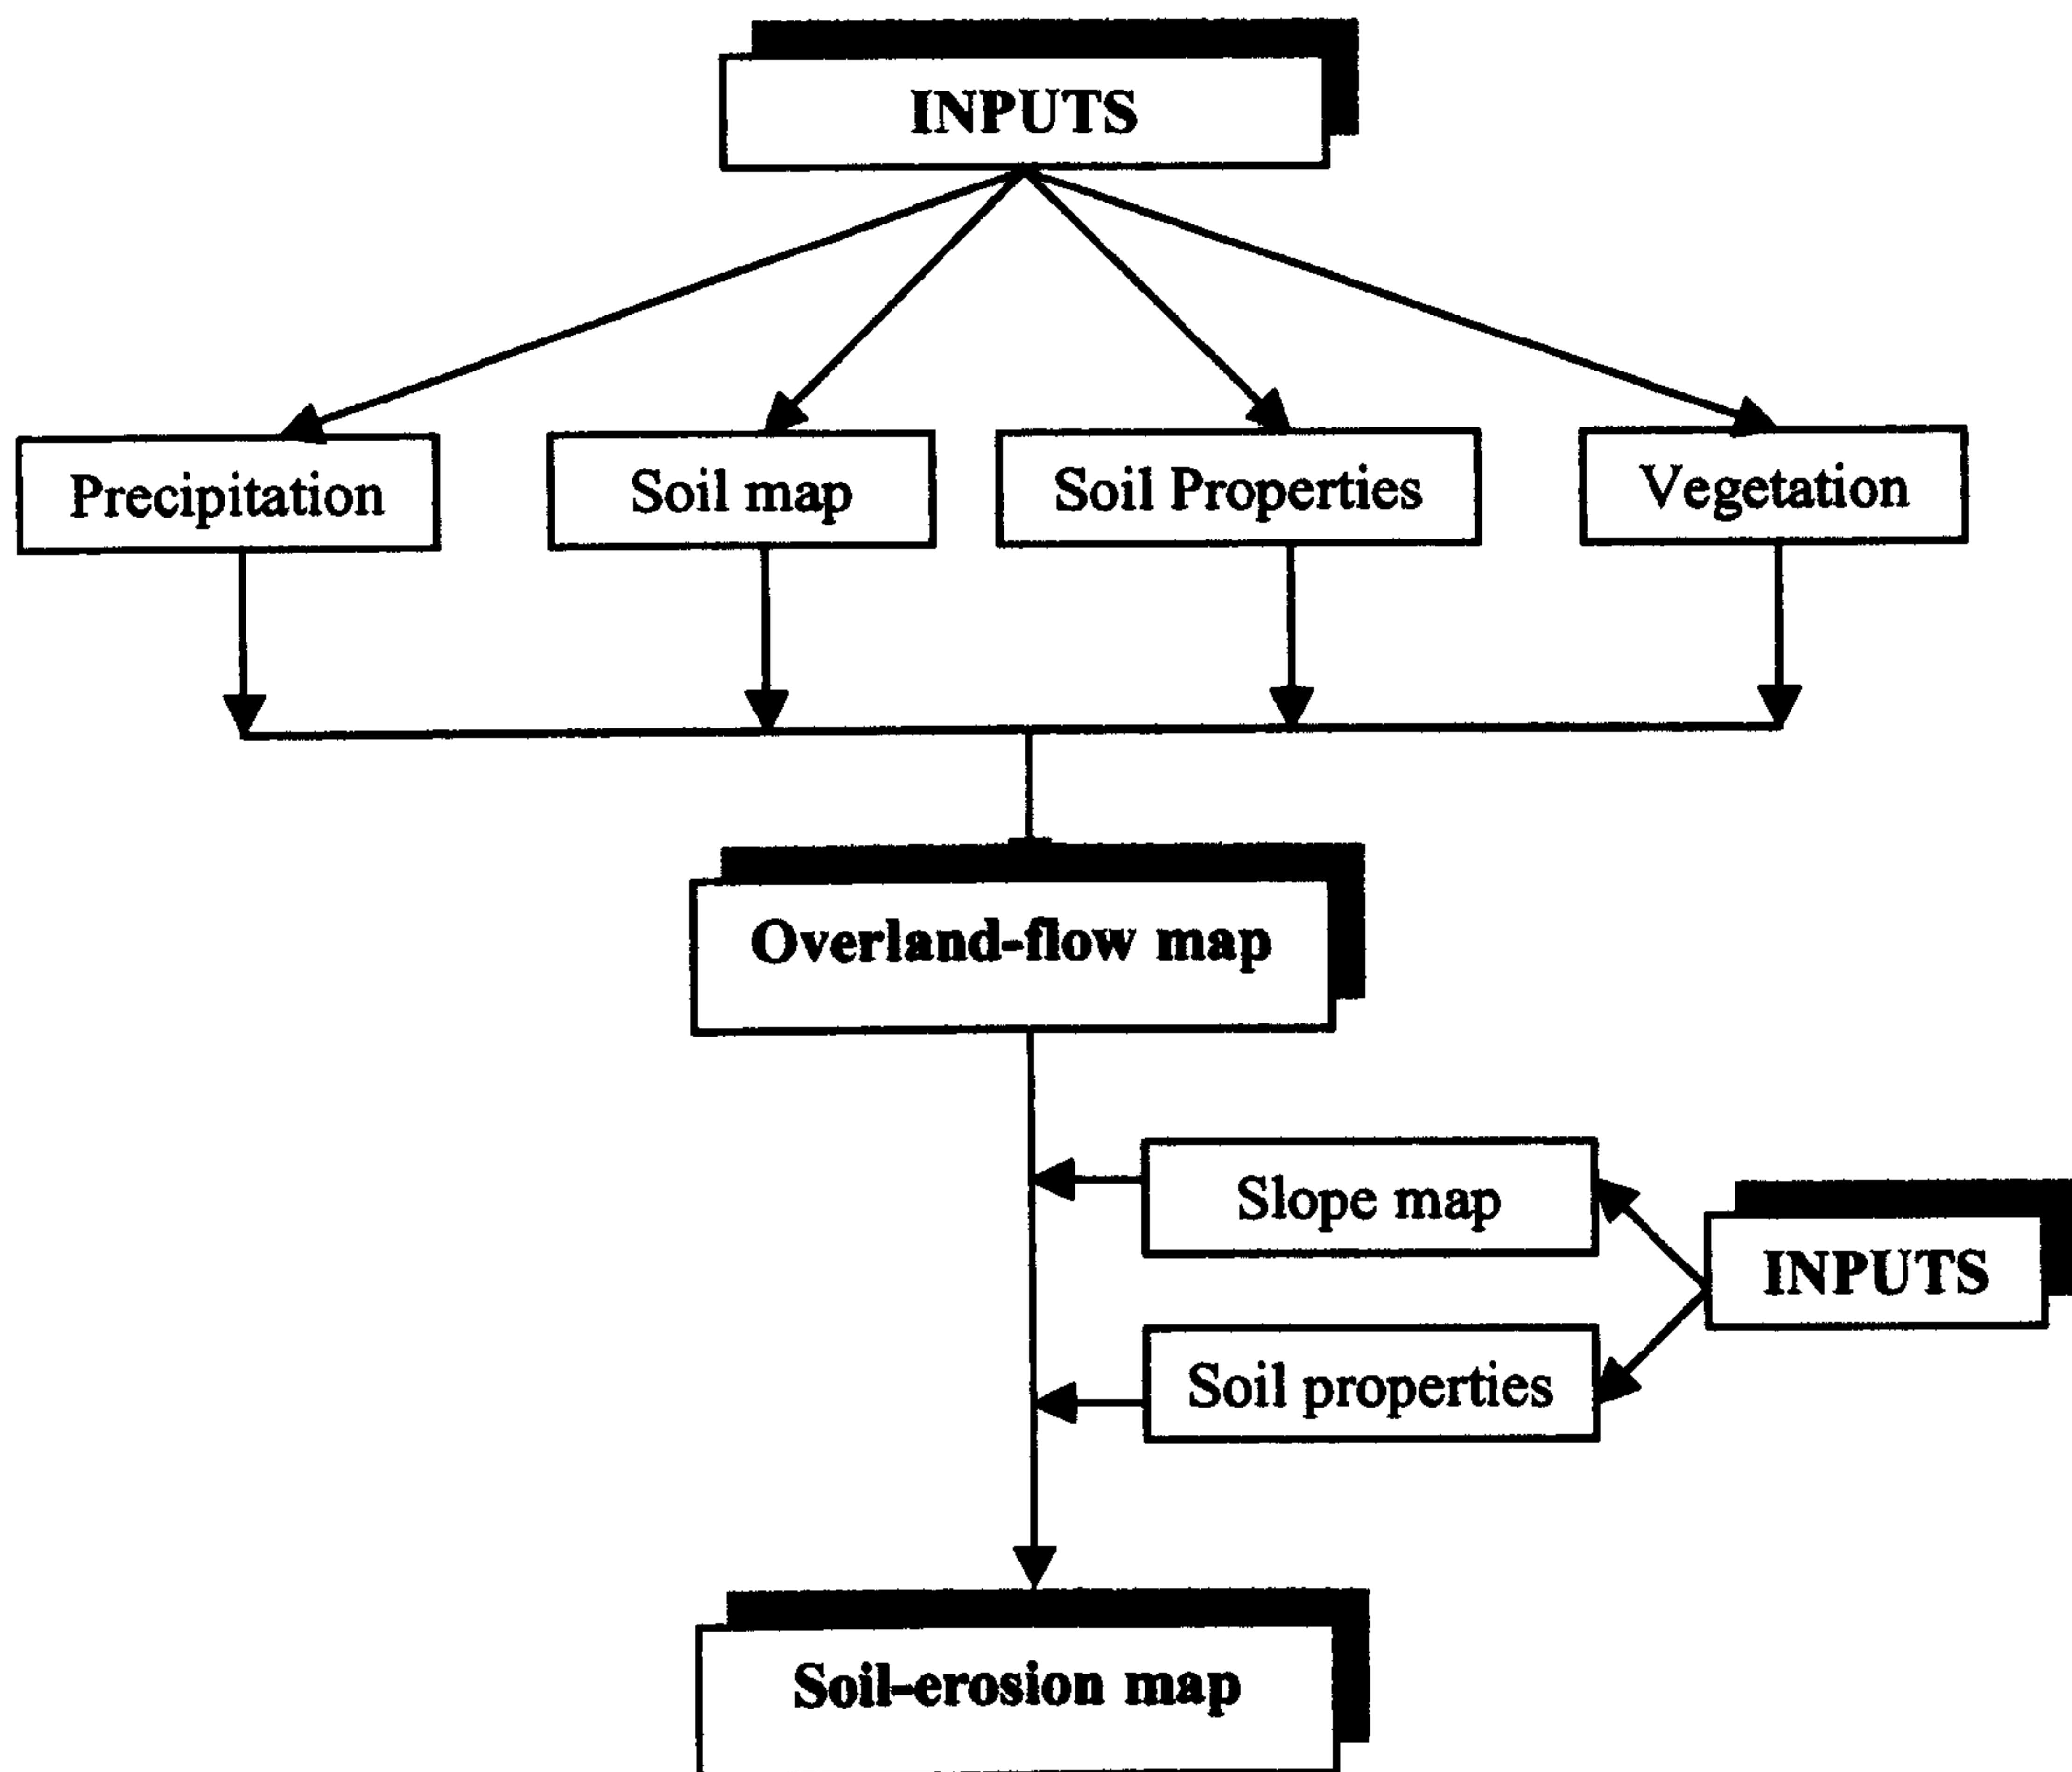 INPUTS
Precipitation
Soil map
Soil Properties
Vegetation
Overland-flow map
Slope map
INPUTS
Soil properties
Soil-erosion map